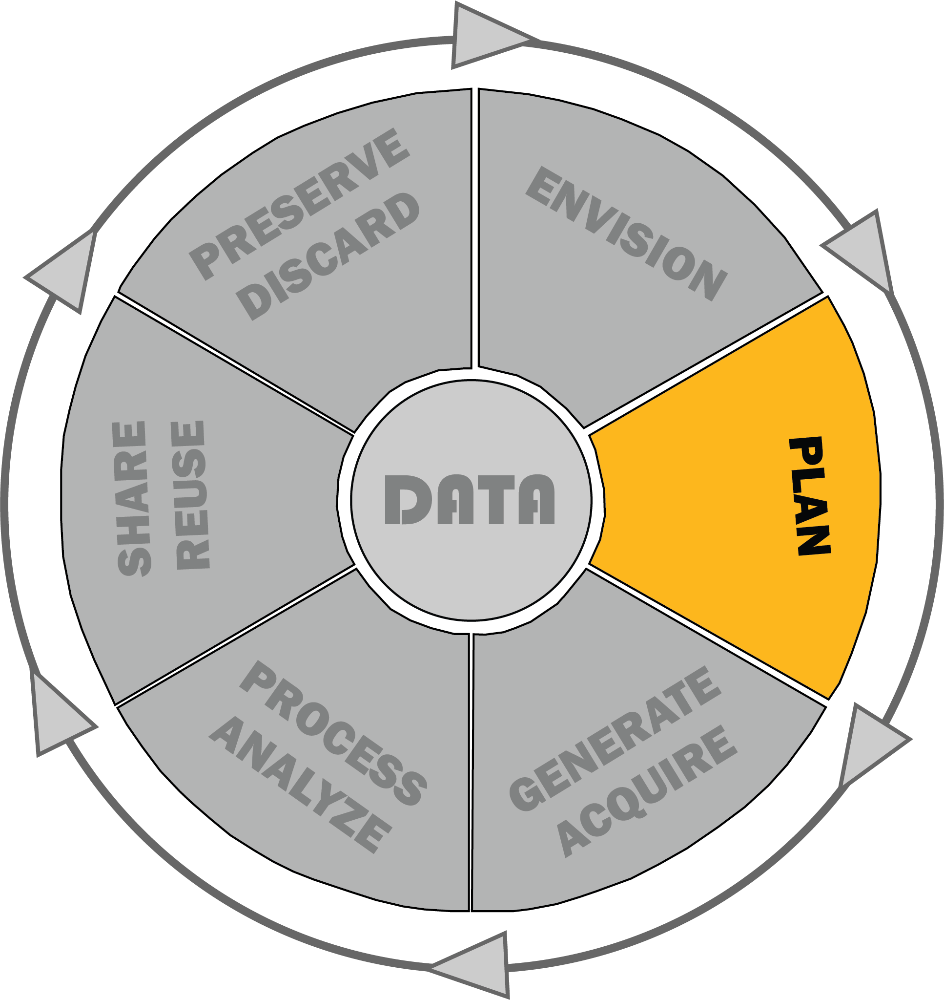 ENVISION
PLAN
GENERATE
ACQUIRE
PROCESS
ANALYZE
SHARE
REUSE
PRESERVE
DISCARD
DATA